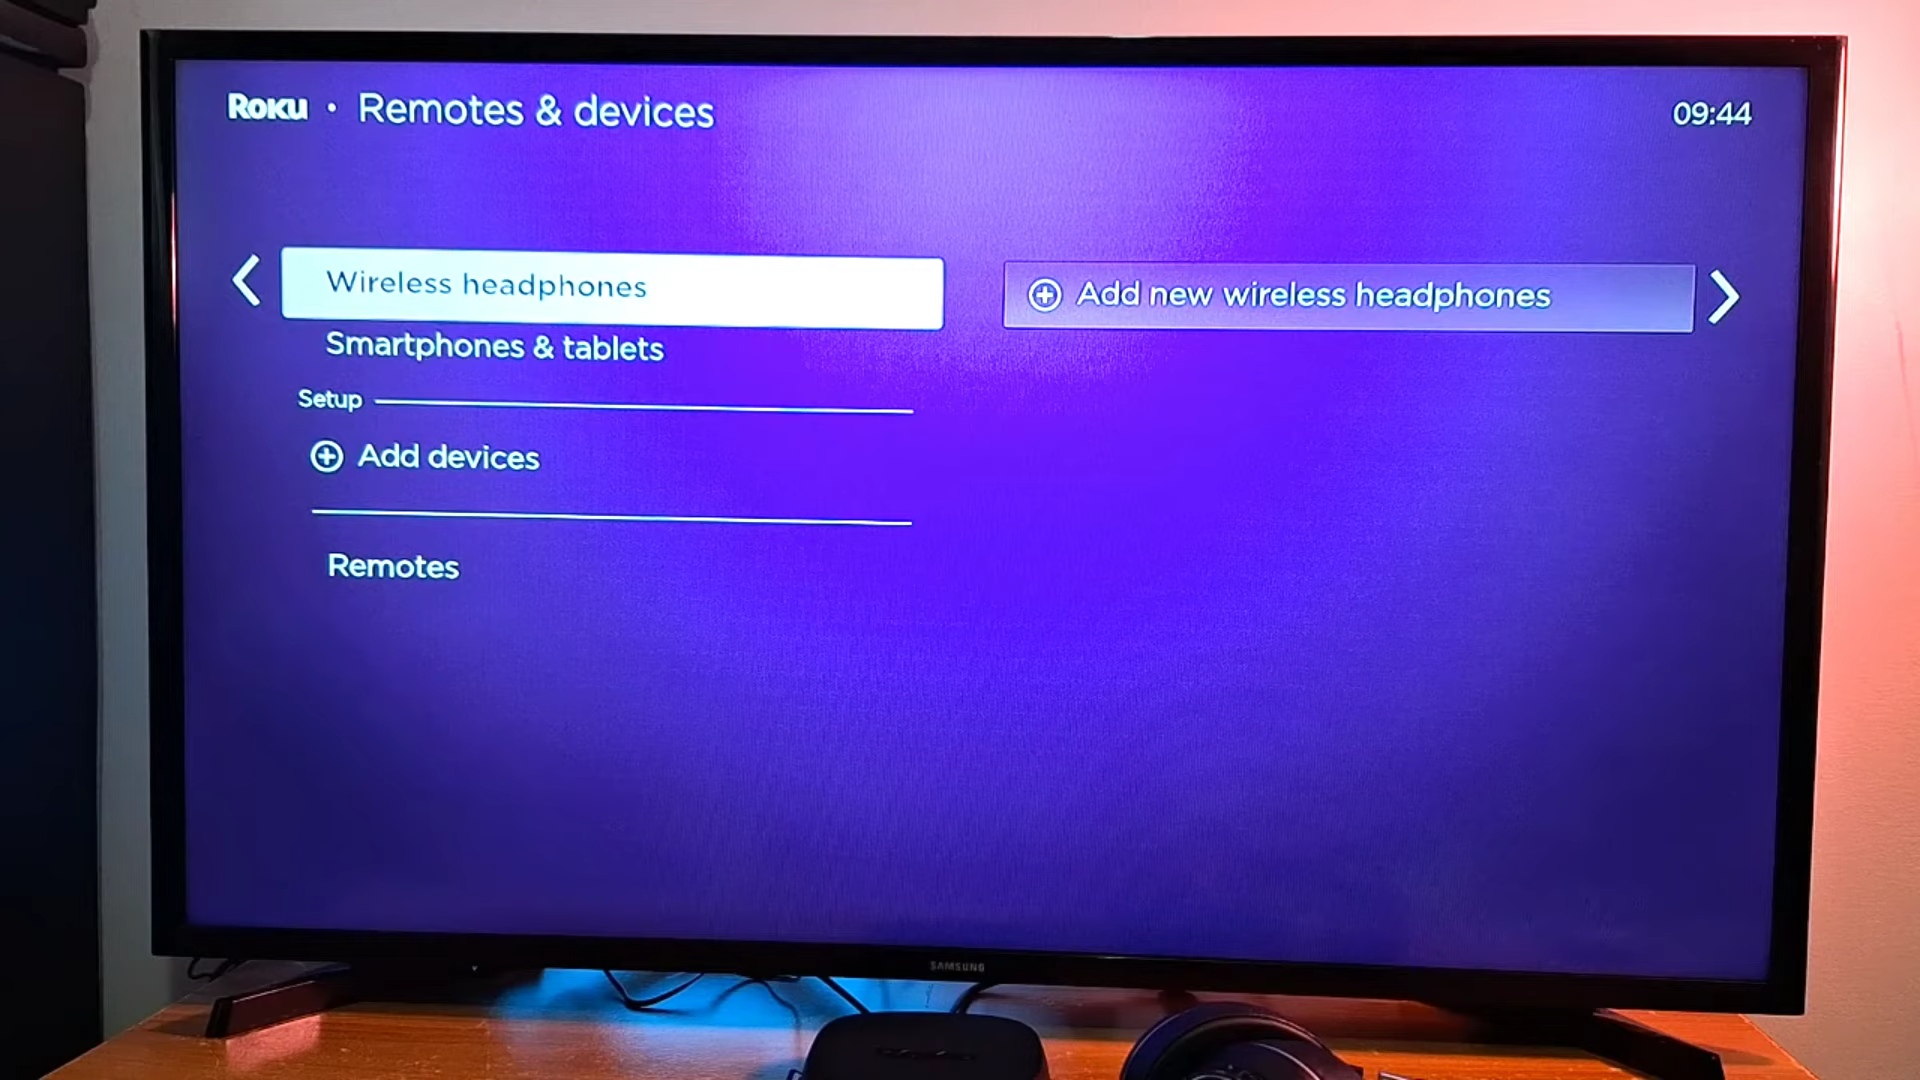 Roku • Remotes & devices
09:44
Wireless headphones
Add new wireless headphones
Smartphones & tablets
Setup
Add devices
Remotes
SAMSUNG